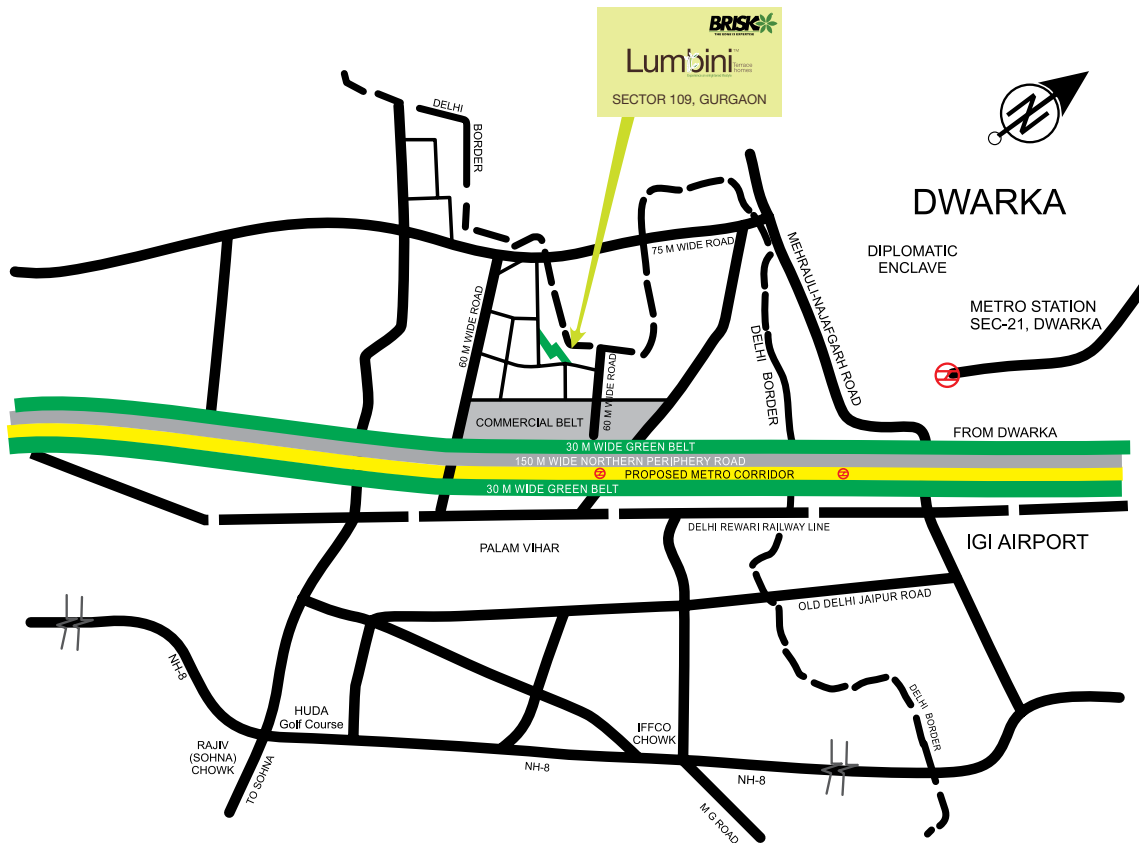 BRISK
Lumbini™
Terrace
homes
SECTOR 109, GURGAON
DELHI
BORDER
DWARKA
DIPLOMATIC
ENCLAVE
METRO STATION
SEC-21, DWARKA
75 M WIDE ROAD
MEHRAULI-NAJAFGARH ROAD
60 M WIDE ROAD
60 M WIDE ROAD
DELHI BORDER
COMMERCIAL BELT
FROM DWARKA
30 M WIDE GREEN BELT
150 M WIDE NORTHERN PERIPHERY ROAD
PROPOSED METRO CORRIDOR
30 M WIDE GREEN BELT
DELHI REWARI RAILWAY LINE
PALAM VIHAR
IGI AIRPORT
OLD DELHI JAIPUR ROAD
NH-8
HUDA
Golf Course
IFFCO
CHOWK
DELHI BORDER
RAJIV
(SOHNA)
CHOWK
TO SOHNA
NH-8
NH-8
M G ROAD